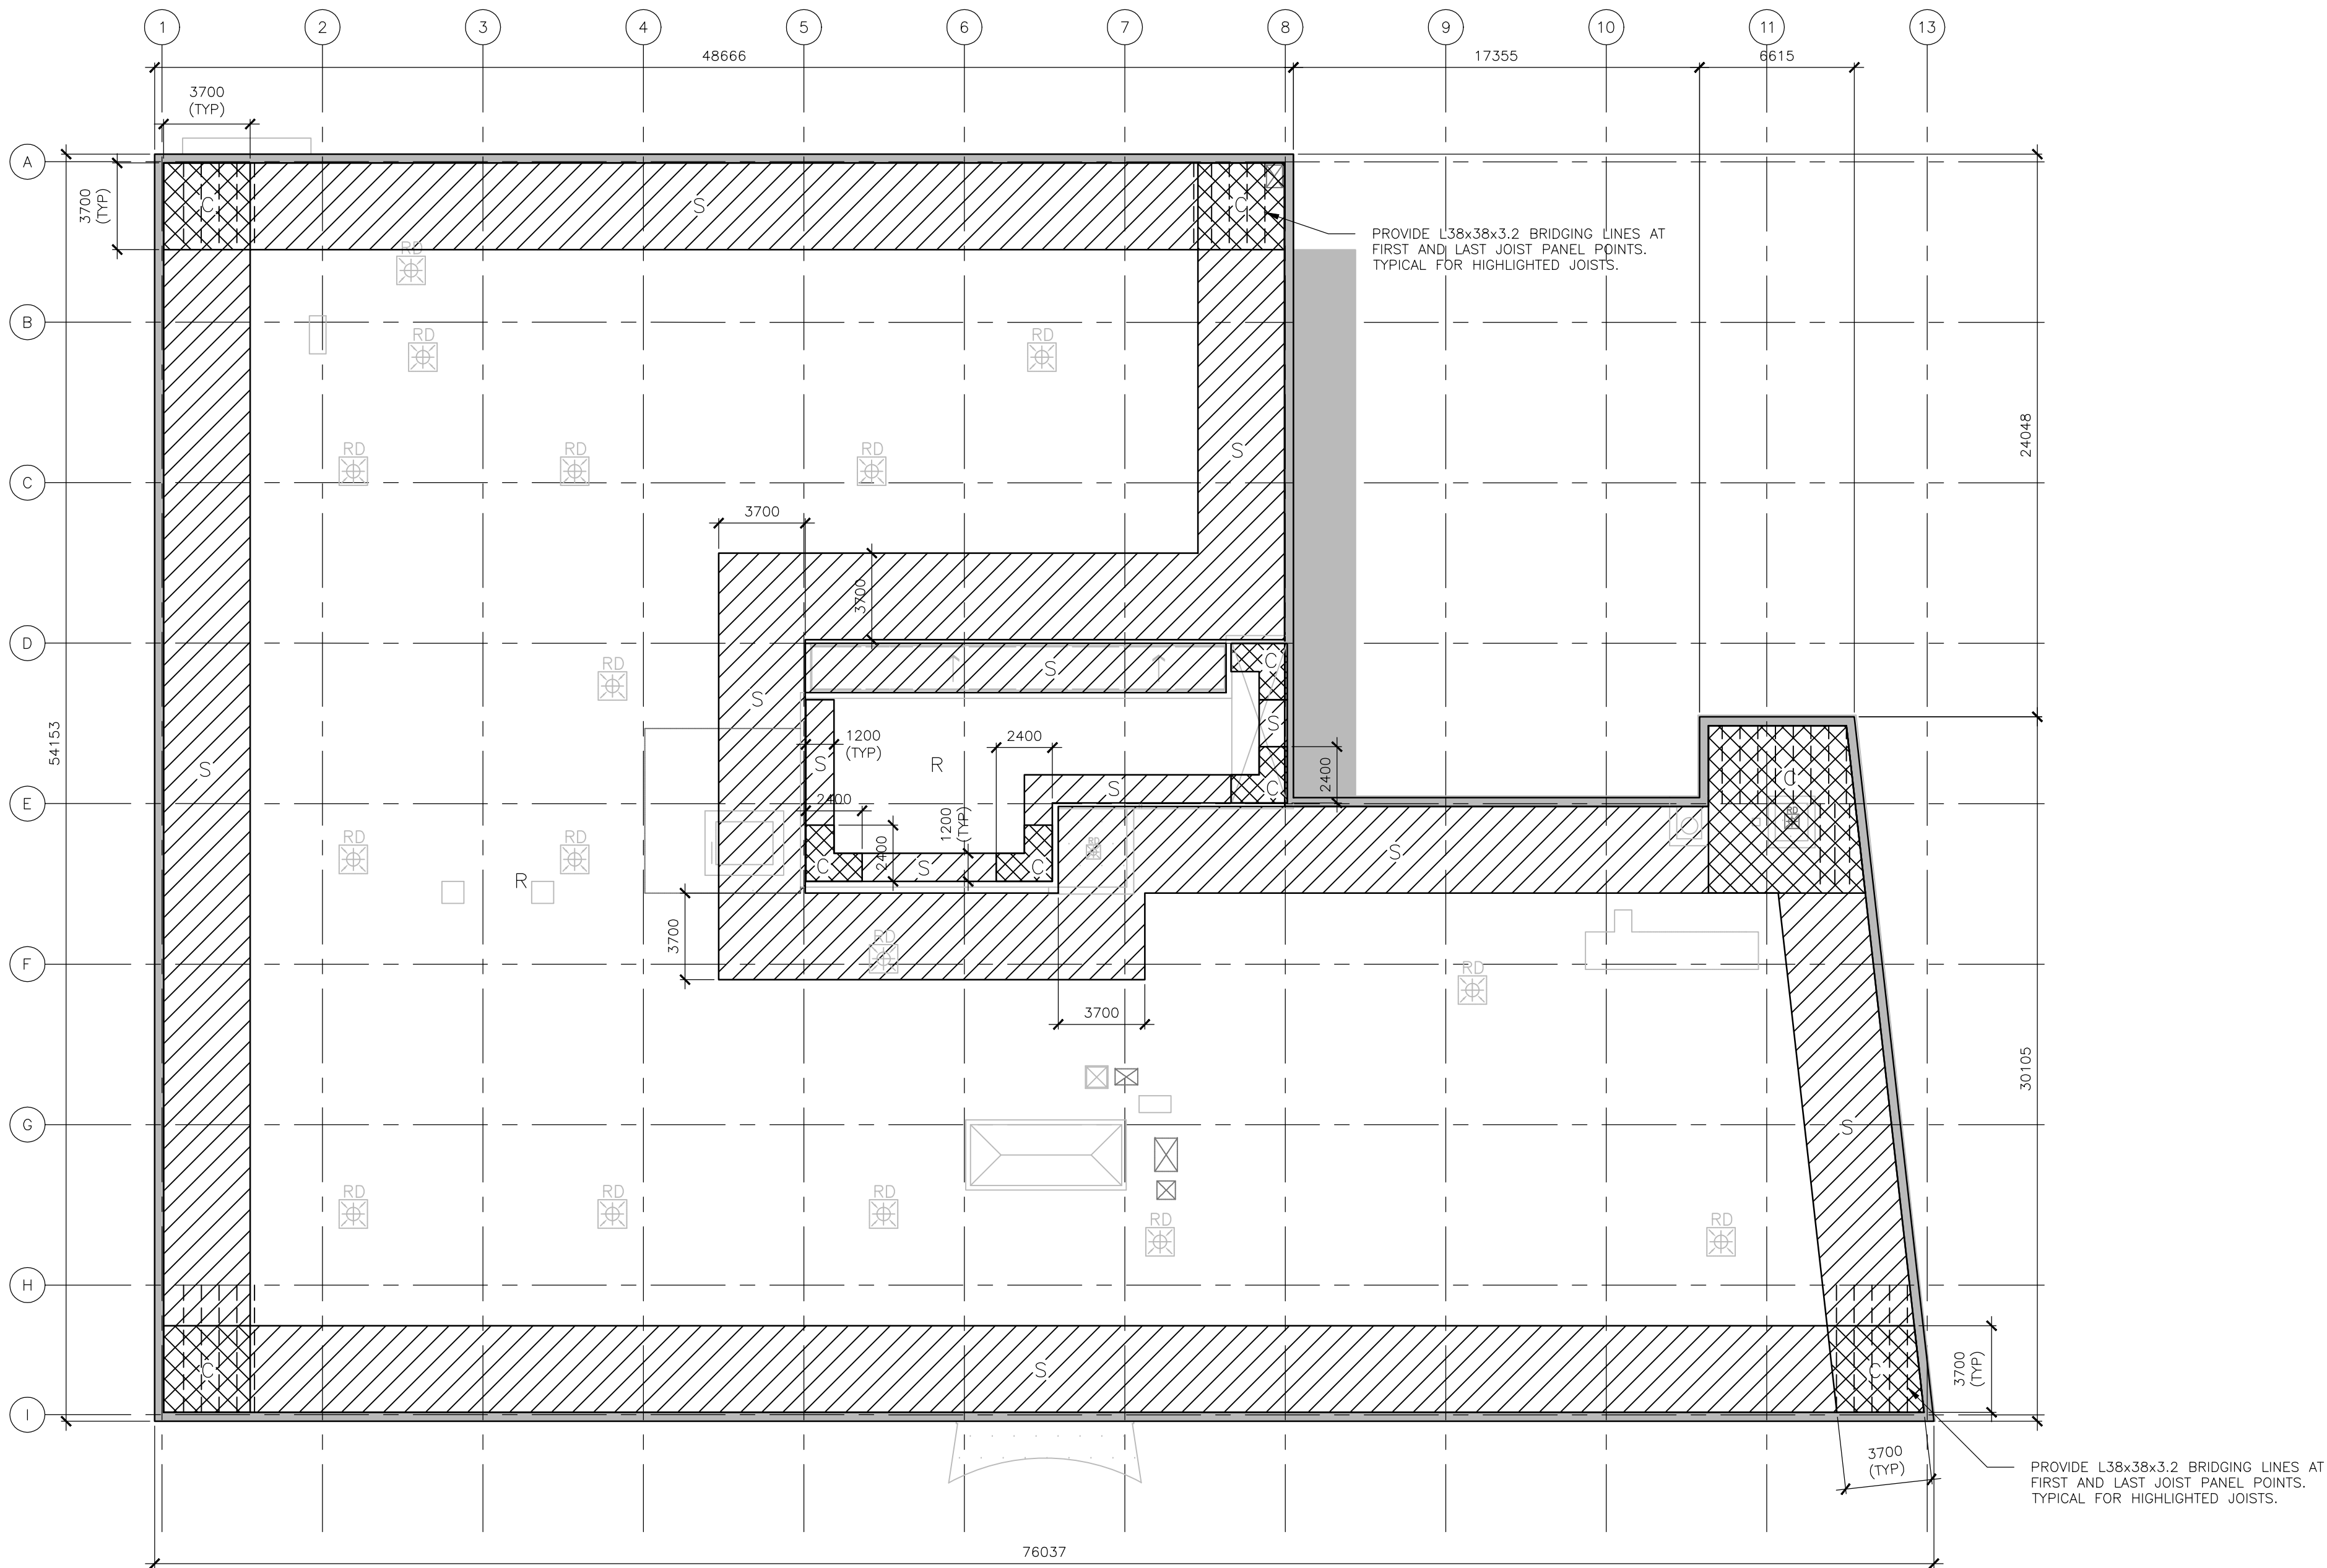 1 2 3 4 5 6 7 8 9 10 11 13
48666 17355 6615
3700
(TYP)
A
3700
(TYP)
C S C
PROVIDE L38x38x3.2 BRIDGING LINES AT
FIRST AND LAST JOIST PANEL POINTS.
TYPICAL FOR HIGHLIGHTED JOISTS.
RD
B
RD RD
24048
RD RD RD
S
C
3700
3700
D
RD
S
S
C
S
54153
S
1200
(TYP)
2400
S
R
2400
C
E
2400
S
C
1200
(TYP)
RD
RD
RD RD
2400
RD
S
R
C S C
3700
RD
F
RD
3700
30105
G
S
RD RD RD
RD RD
H
C
S
C
3700
(TYP)
I
3700
(TYP)
PROVIDE L38x38x3.2 BRIDGING LINES AT
FIRST AND LAST JOIST PANEL POINTS.
TYPICAL FOR HIGHLIGHTED JOISTS.
76037